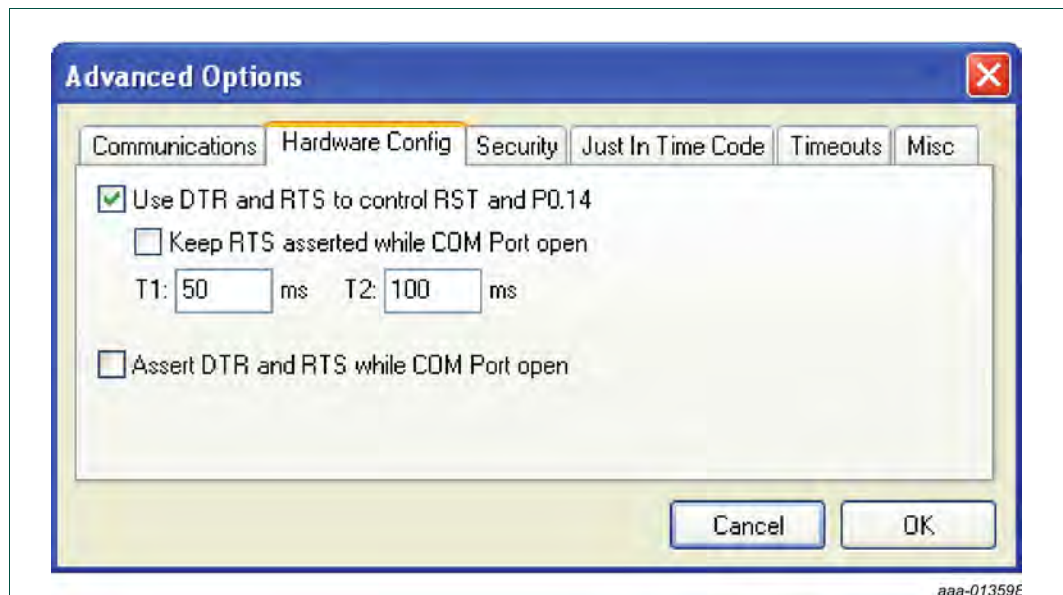 Advanced Options
Communications Hardware Config Security Just In Time Code Timeouts Misc
Use DTR and RTS to control RST and P0.14
Keep RTS asserted while COM Port open
T1: 50 ms T2: 100 ms
Assert DTR and RTS while COM Port open
Cancel OK
aaa-013598